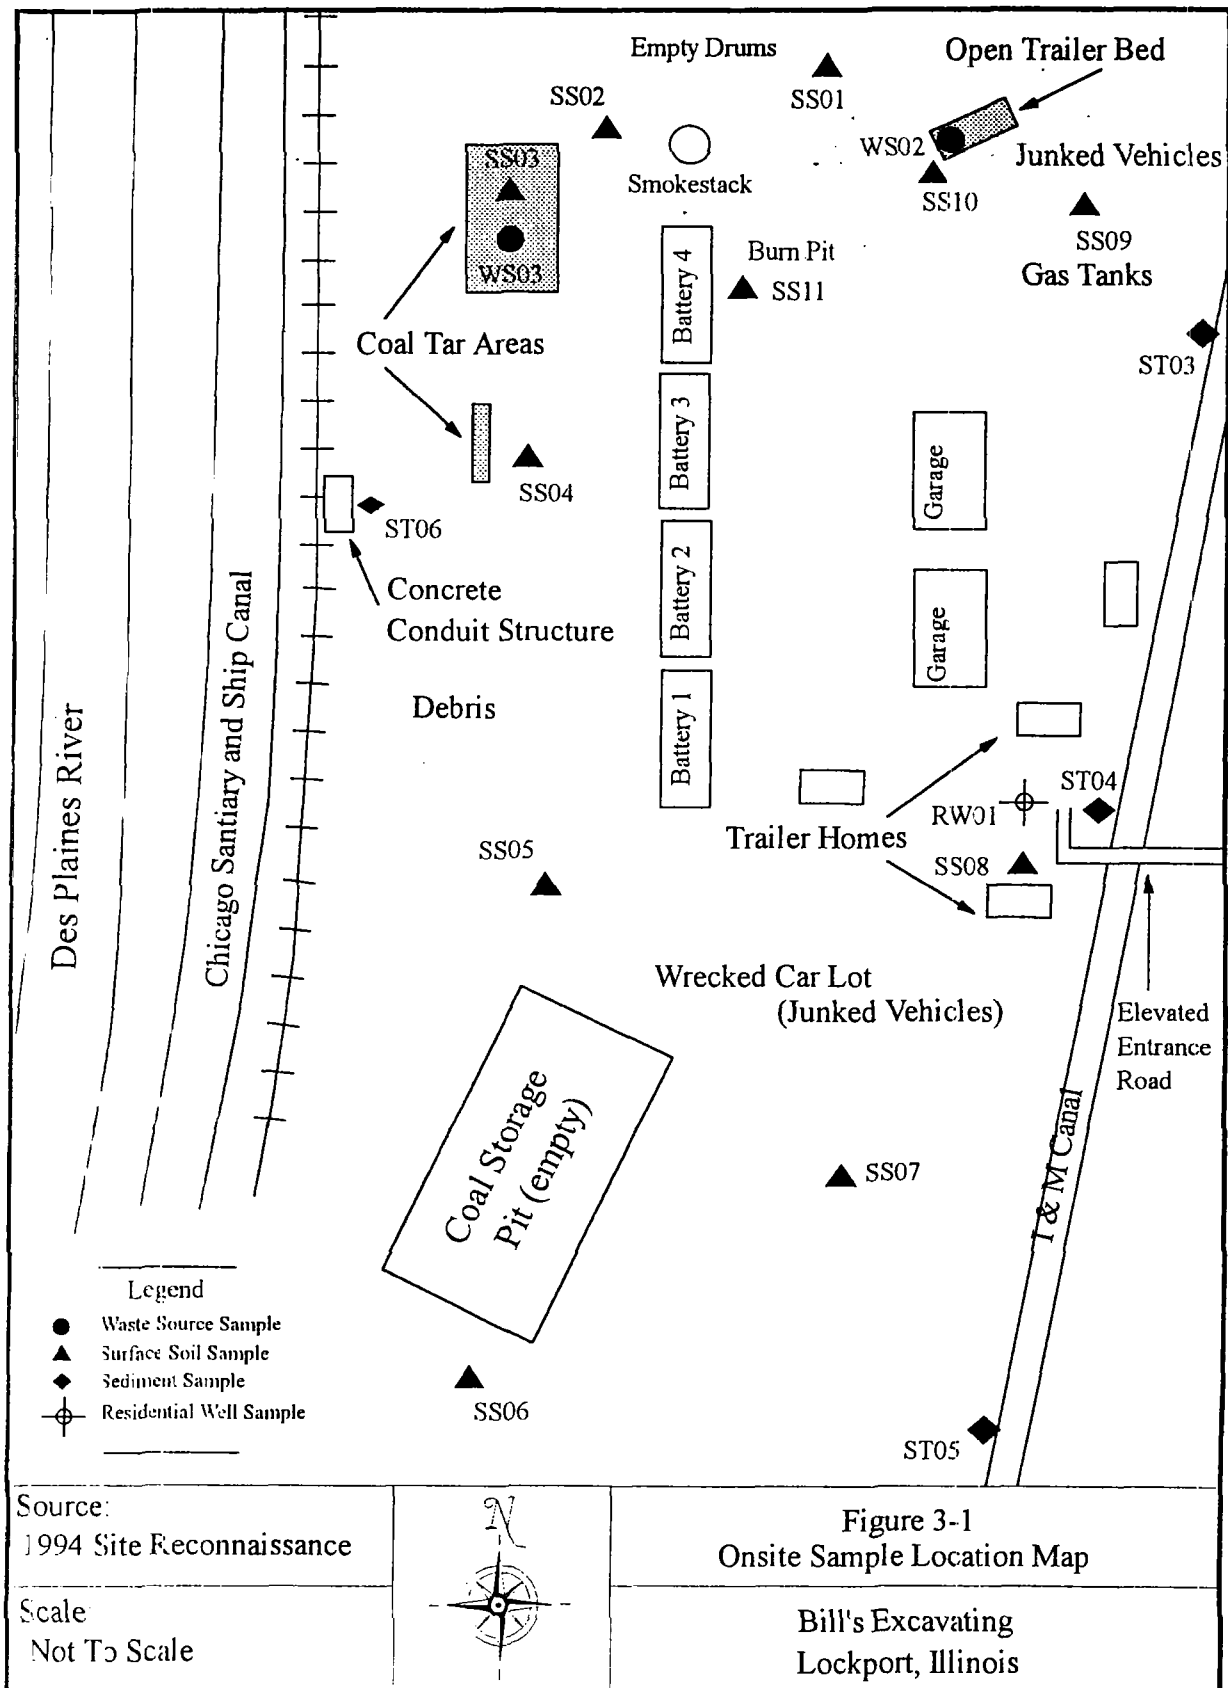 Empty Drums
Open Trailer Bed
SS01
SS02
WS02
Junked Vehicles
SS03
Smokestack
SS10
SS09
WS03
Battery 4
Burn Pit
SS11
Gas Tanks
Coal Tar Areas
ST03
Battery 3
Garage
SS04
ST06
Concrete
Conduit Structure
Battery 2
Garage
Debris
Battery 1
Des Plaines River
Chicago Santiary and Ship Canal
ST04
RW01
Trailer Homes
SS05
SS08
Wrecked Car Lot
(Junked Vehicles)
Elevated
Entrance
Road
Coal Storage
Pit (empty)
I & M Canal
SS07
Legend
Waste Source Sample
Surface Soil Sample
Sediment Sample
Residential Well Sample
SS06
ST05
Source:
1994 Site Reconnaissance
N
Figure 3-1
Onsite Sample Location Map
Scale
Not To Scale
Bill's Excavating
Lockport, Illinois